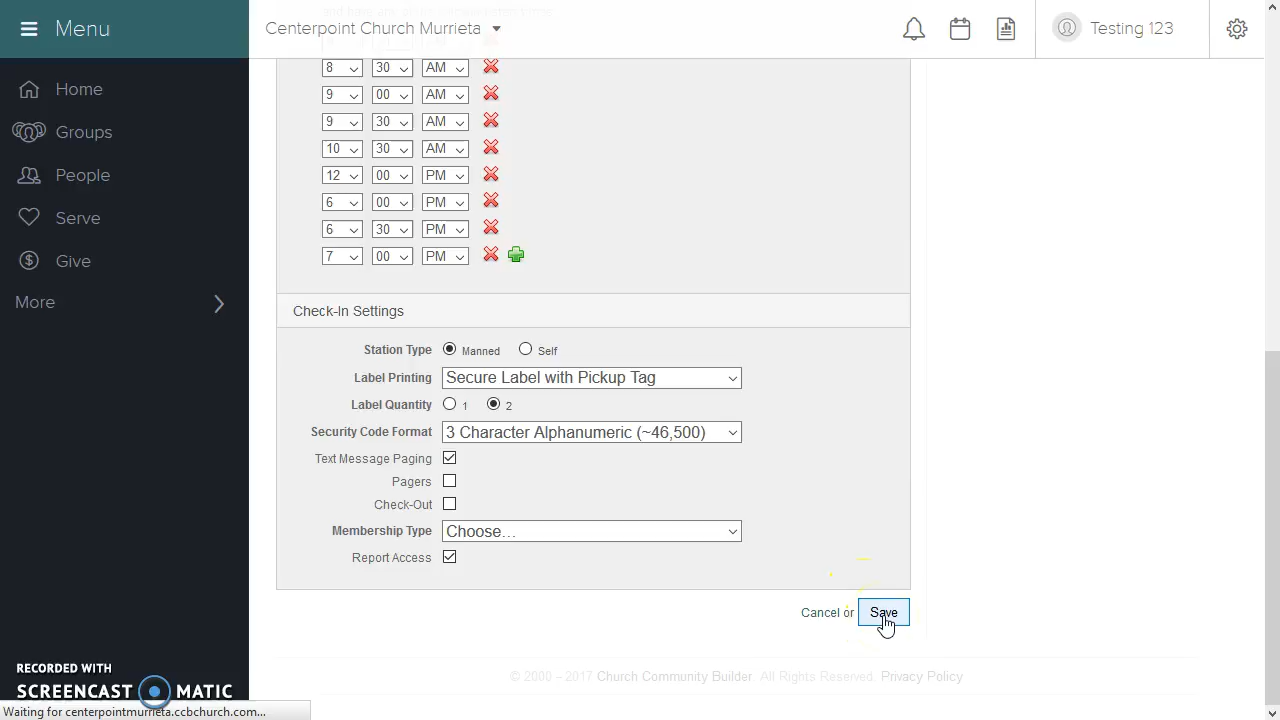 Menu
Centerpoint Church Murrieta
Testing 123
Home
Groups
People
Serve
Give
More
8 30 AM
9 00 AM
9 30 AM
10 30 AM
12 00 PM
6 00 PM
6 30 PM
7 00 PM
Check-In Settings
Station Type Manned Self
Label Printing Secure Label with Pickup Tag
Label Quantity 1 2
Security Code Format 3 Character Alphanumeric (~46,500)
Text Message Paging
Pagers
Check-Out
Membership Type Choose...
Report Access
Cancel or Save
© 2000 – 2017 Church Community Builder. All Rights Reserved. Privacy Policy
RECORDED WITH
SCREENCAST MATIC
Waiting for centerpointmurrieta.ccbchurch.com...